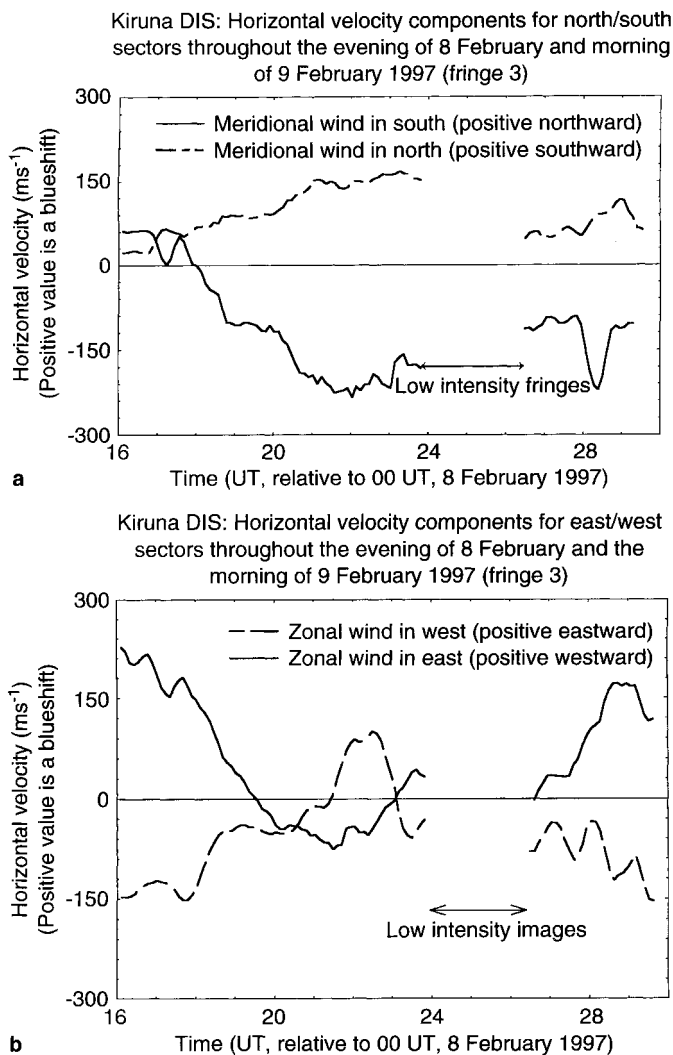 Kiruna DIS: Horizontal velocity components for north/south
sectors throughout the evening of 8 February and morning
of 9 February 1997 (fringe 3)
300
150
0
-150
-300
Horizontal velocity (ms-1)
(Positive value is a blueshift)
Meridional wind in south (positive northward)
Meridional wind in north (positive southward)
Low intensity fringes
16
20
24
28
Time (UT, relative to 00 UT, 8 February 1997)
a
Kiruna DIS: Horizontal velocity components for east/west
sectors throughout the evening of 8 February and the
morning of 9 February 1997 (fringe 3)
300
150
0
-150
-300
Horizontal velocity (ms-1)
(Positive value is a blueshift)
Zonal wind in west (positive eastward)
Zonal wind in east (positive westward)
Low intensity images
16
20
24
28
Time (UT, relative to 00 UT, 8 February 1997)
b